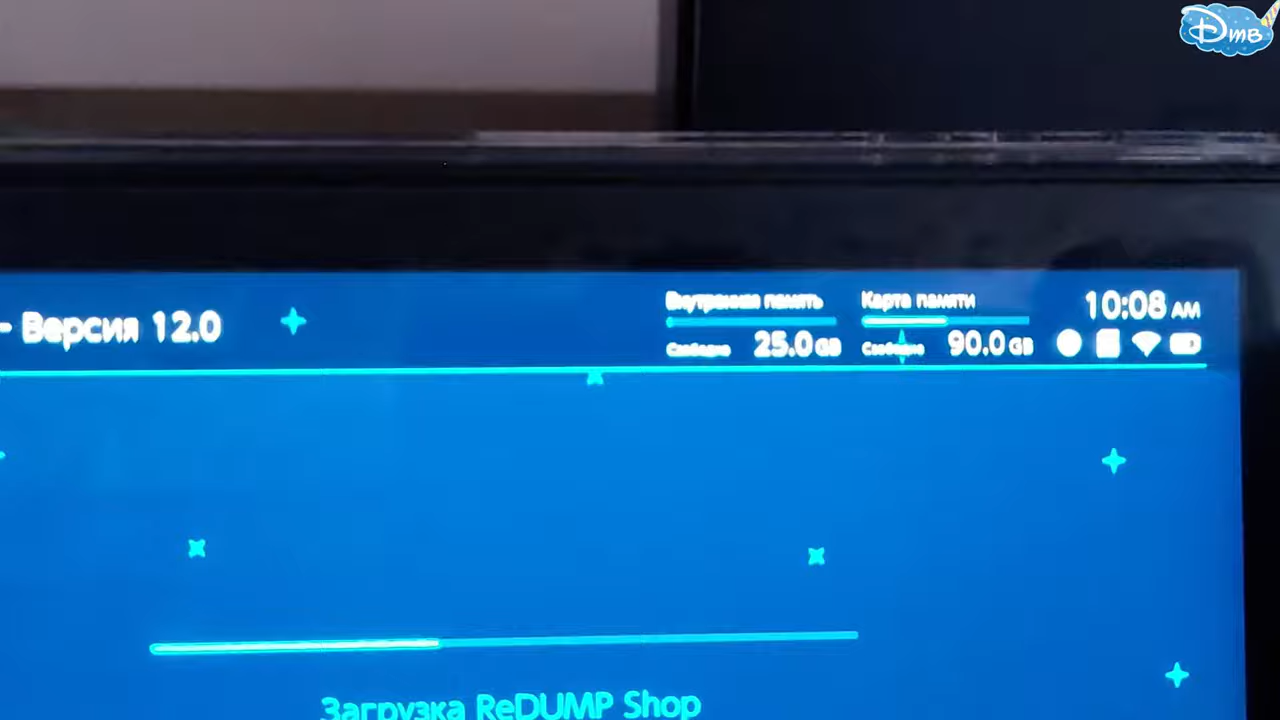 DmB
- Версия 12.0
Внутренняя память
Карта памяти
10:08 AM
Свободно 25.0 GB
Свободно 90.0 GB
Загрузка ReDUMP Shop